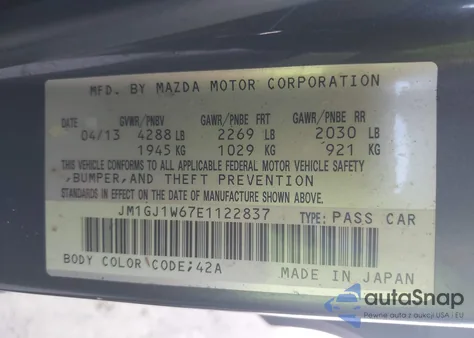 MFD. BY MAZDA MOTOR CORPORATION
DATE GVWR/PNBV GAWR/PNBE FRT GAWR/PNBE RR
04/13 4288 LB 2269 LB 2030 LB
1945 KG 1029 KG 921 KG
THIS VEHICLE CONFORMS TO ALL APPLICABLE FEDERAL MOTOR VEHICLE SAFETY
,BUMPER,AND THEFT PREVENTION
STANDARDS IN EFFECT ON THE DATE OF MANUFACTURE SHOWN ABOVE.
JM1GJ1W67E1122837 TYPE: PASS CAR
BODY COLOR CODE;42A MADE IN JAPAN
autoSnap
Pewne auta z aukcji USA i EU